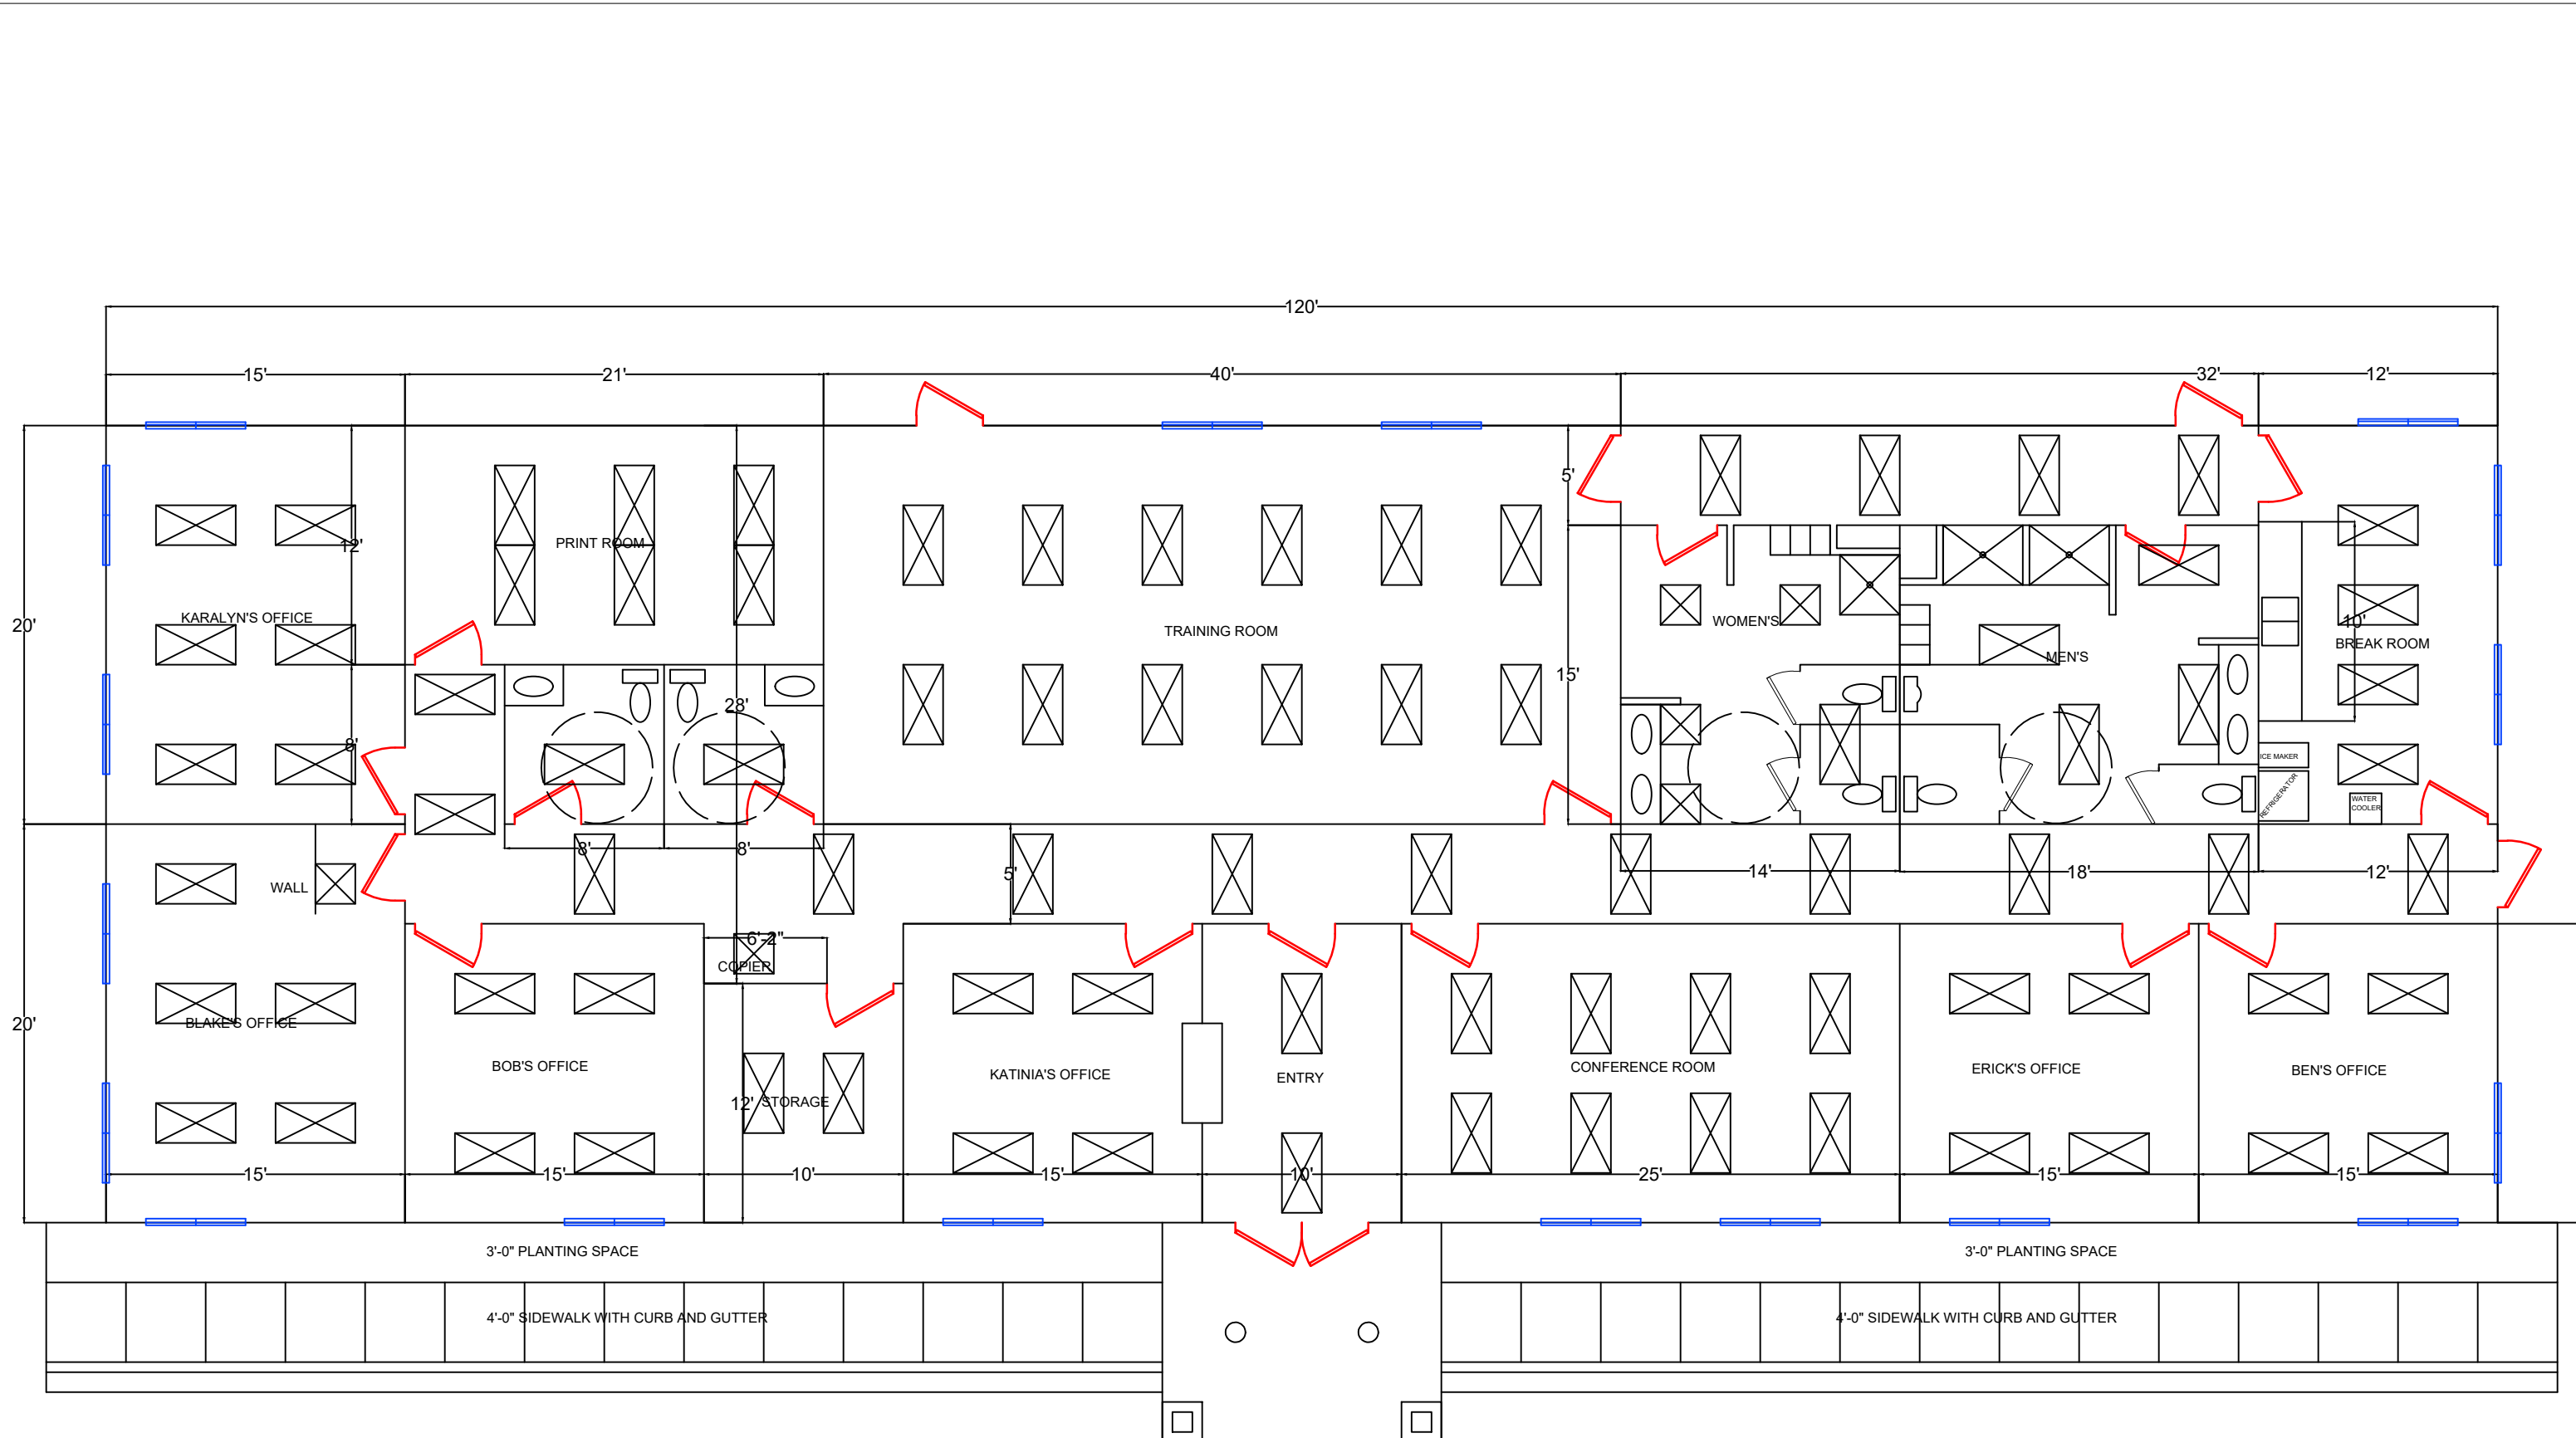 120'
15'
21'
40'
32'
12'
5'
12'
PRINT ROOM
20'
KARALYN'S OFFICE
TRAINING ROOM
WOMEN'S
10'
BREAK ROOM
MEN'S
15'
28'
8'
ICE MAKER
REFRIGERATOR
WATER
COOLER
8'
8'
5'
14'
18'
12'
WALL
6'-2"
COPIER
20'
BLAKE'S OFFICE
BOB'S OFFICE
KATINIA'S OFFICE
ENTRY
CONFERENCE ROOM
ERICK'S OFFICE
BEN'S OFFICE
12'
STORAGE
15'
15'
10'
15'
10'
25'
15'
15'
3'-0" PLANTING SPACE
3'-0" PLANTING SPACE
4'-0" SIDEWALK WITH CURB AND GUTTER
4'-0" SIDEWALK WITH CURB AND GUTTER